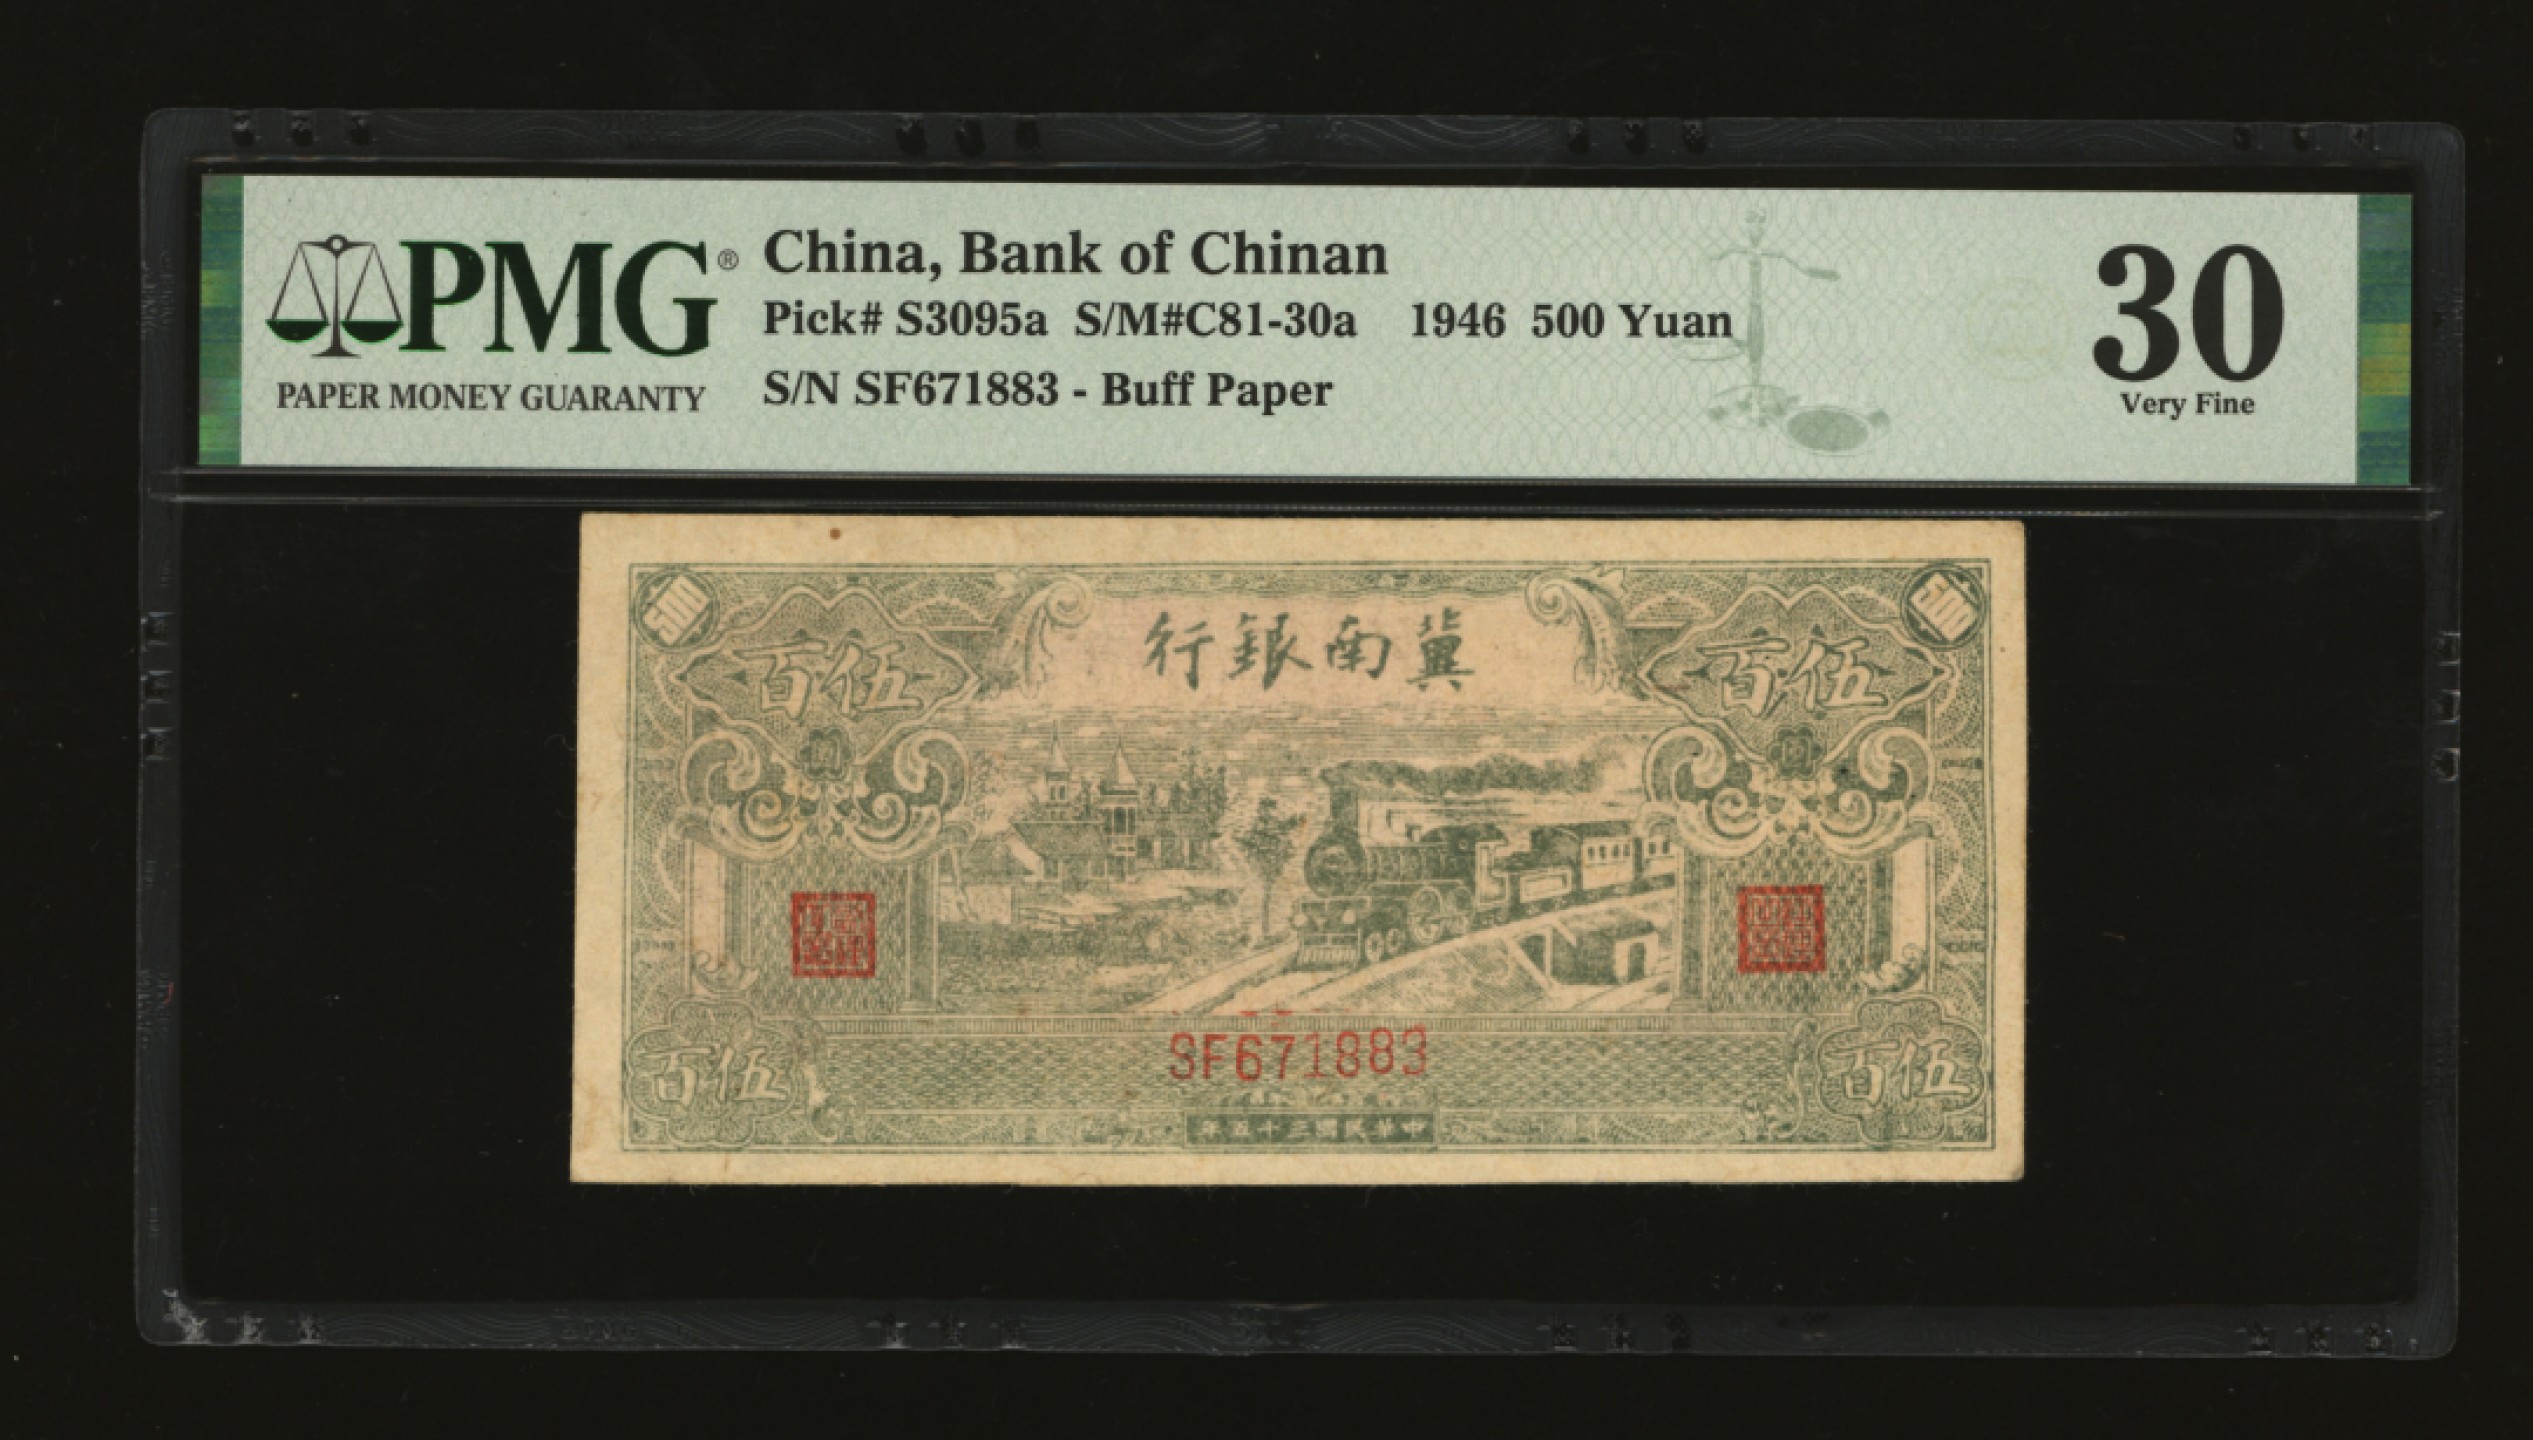 PMG®
PAPER MONEY GUARANTY
China, Bank of Chinan
Pick# S3095a S/M#C81-30a 1946 500 Yuan
S/N SF671883 - Buff Paper
30
Very Fine
500
500
行銀南冀
百伍
百伍
圓
圓
SF671883
百伍
百伍
年五十三國民華中